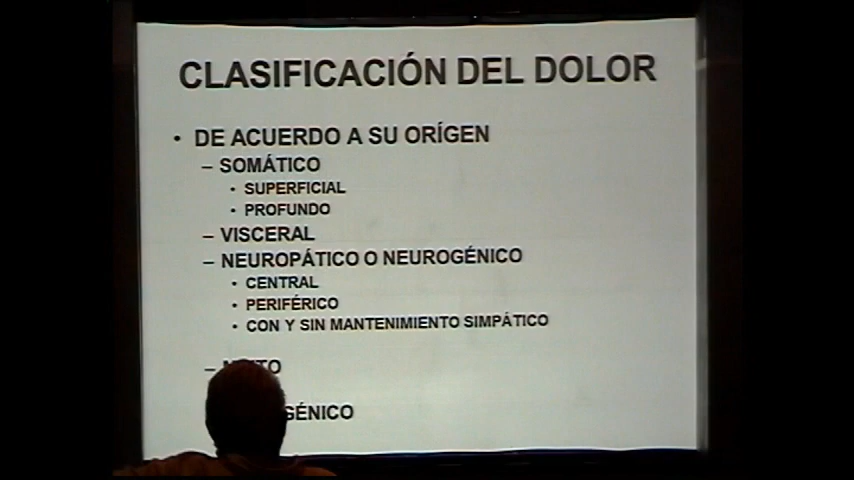 CLASIFICACIÓN DEL DOLOR
• DE ACUERDO A SU ORÍGEN
– SOMÁTICO
• SUPERFICIAL
• PROFUNDO
– VISCERAL
– NEUROPÁTICO O NEUROGÉNICO
• CENTRAL
• PERIFÉRICO
• CON Y SIN MANTENIMIENTO SIMPÁTICO